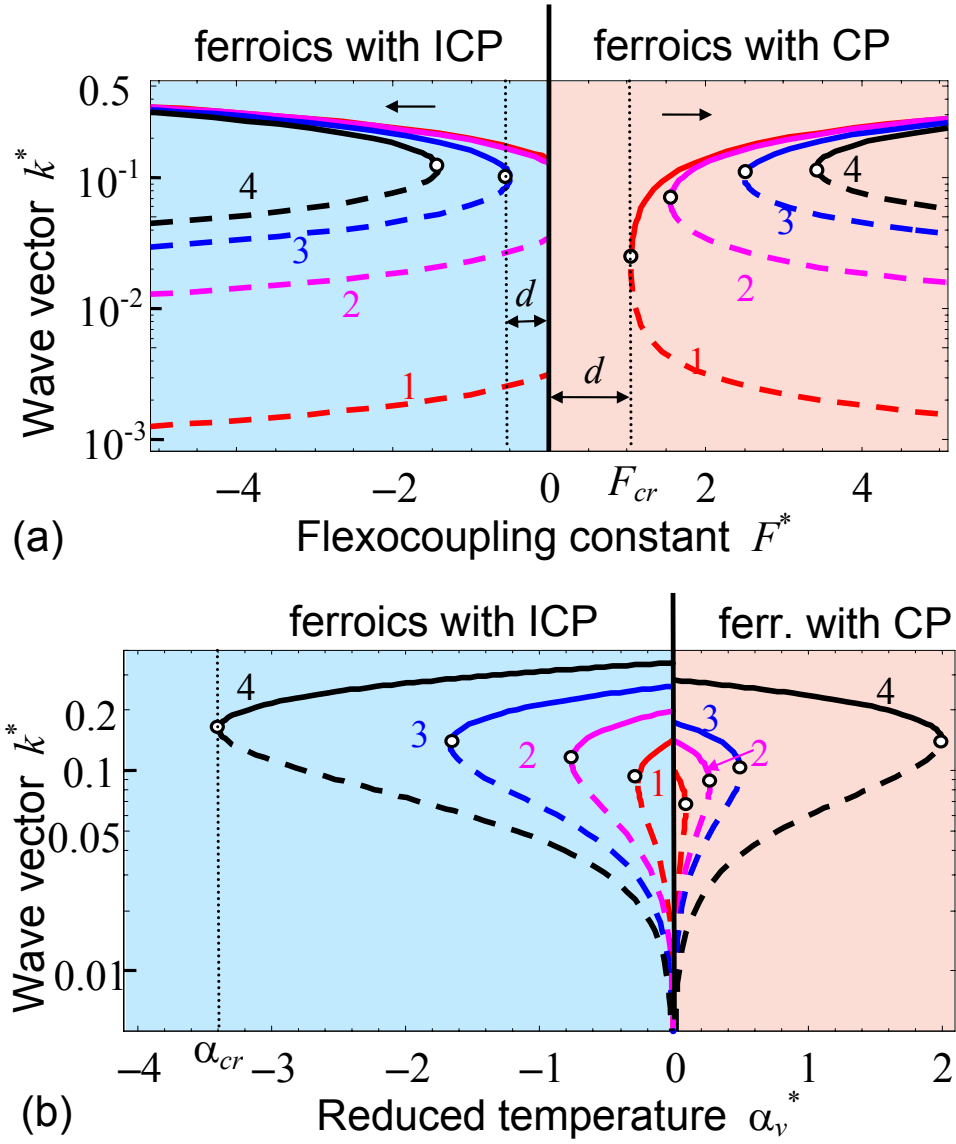 ferroics with ICP ferroics with CP
0.5
10⁻¹
10⁻²
10⁻³
Wave vector k*
4
3
2
1
d
d
4
3
2
1
−4 −2 0 F_cr 2 4
(a) Flexocoupling constant F*
ferroics with ICP ferr. with CP
0.2
0.1
0.05
0.01
Wave vector k*
4
3
2
1
4
3
2
α_cr
−4 −3 −2 −1 0 1 2
(b) Reduced temperature α_v*